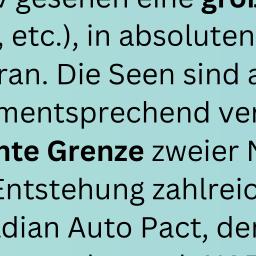 gesehen eine groß
, etc.), in absoluten
ran. Die Seen sind a
mentsprechend ver
nte Grenze zweier N
Entstehung zahlreic
dian Auto Pact, der